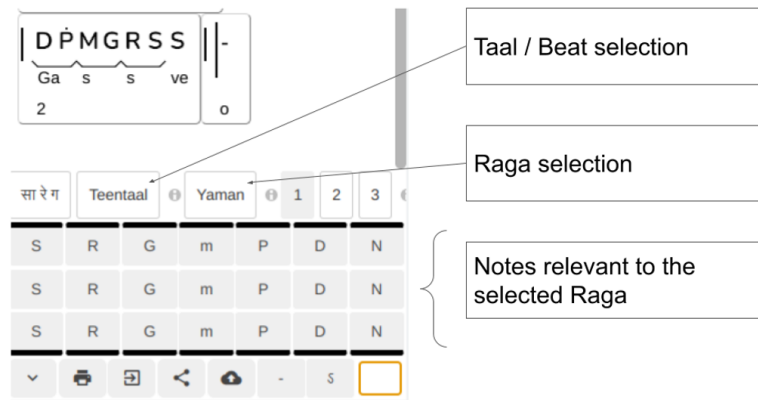 D Ṗ M G R S S -
Ga s s ve
2 o
Taal / Beat selection
Raga selection
सा रे ग Teentaal Yaman 1 2 3
S R G m P D N
S R G m P D N
S R G m P D N
Notes relevant to the
selected Raga
- S